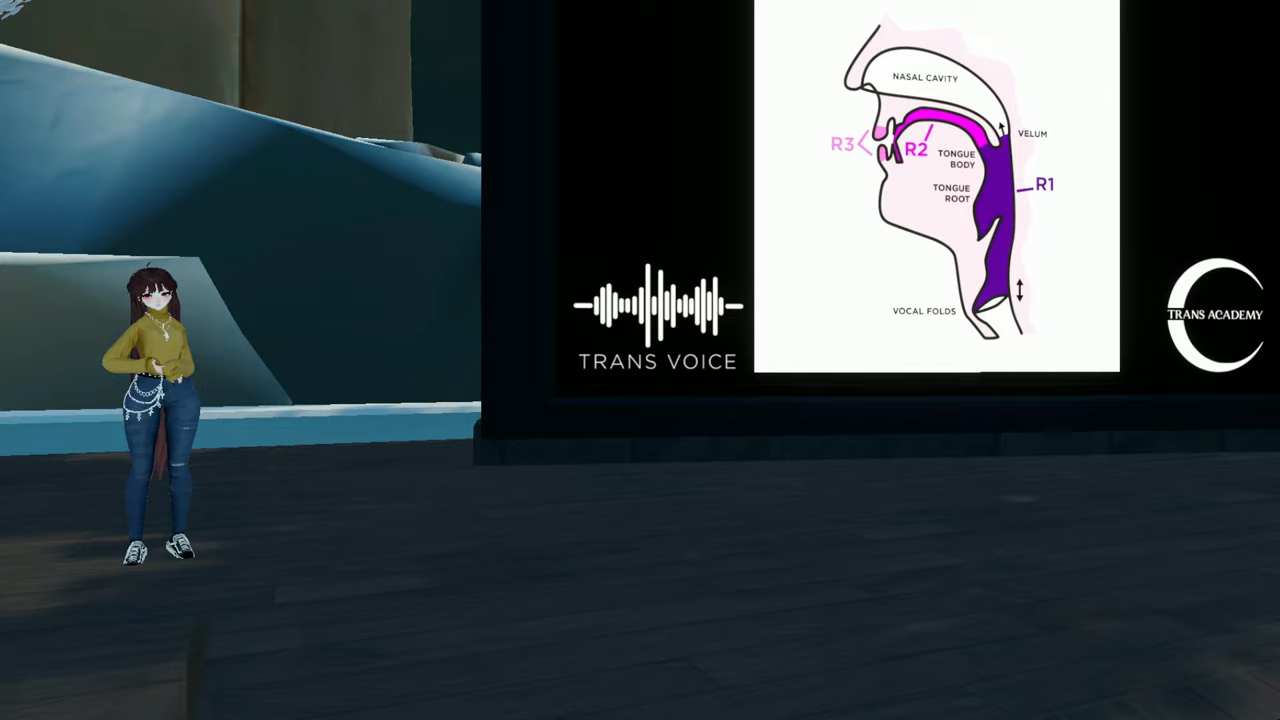 NASAL CAVITY
VELUM
R3
R2
TONGUE
BODY
R1
TONGUE
ROOT
VOCAL FOLDS
TRANS VOICE
TRANS ACADEMY